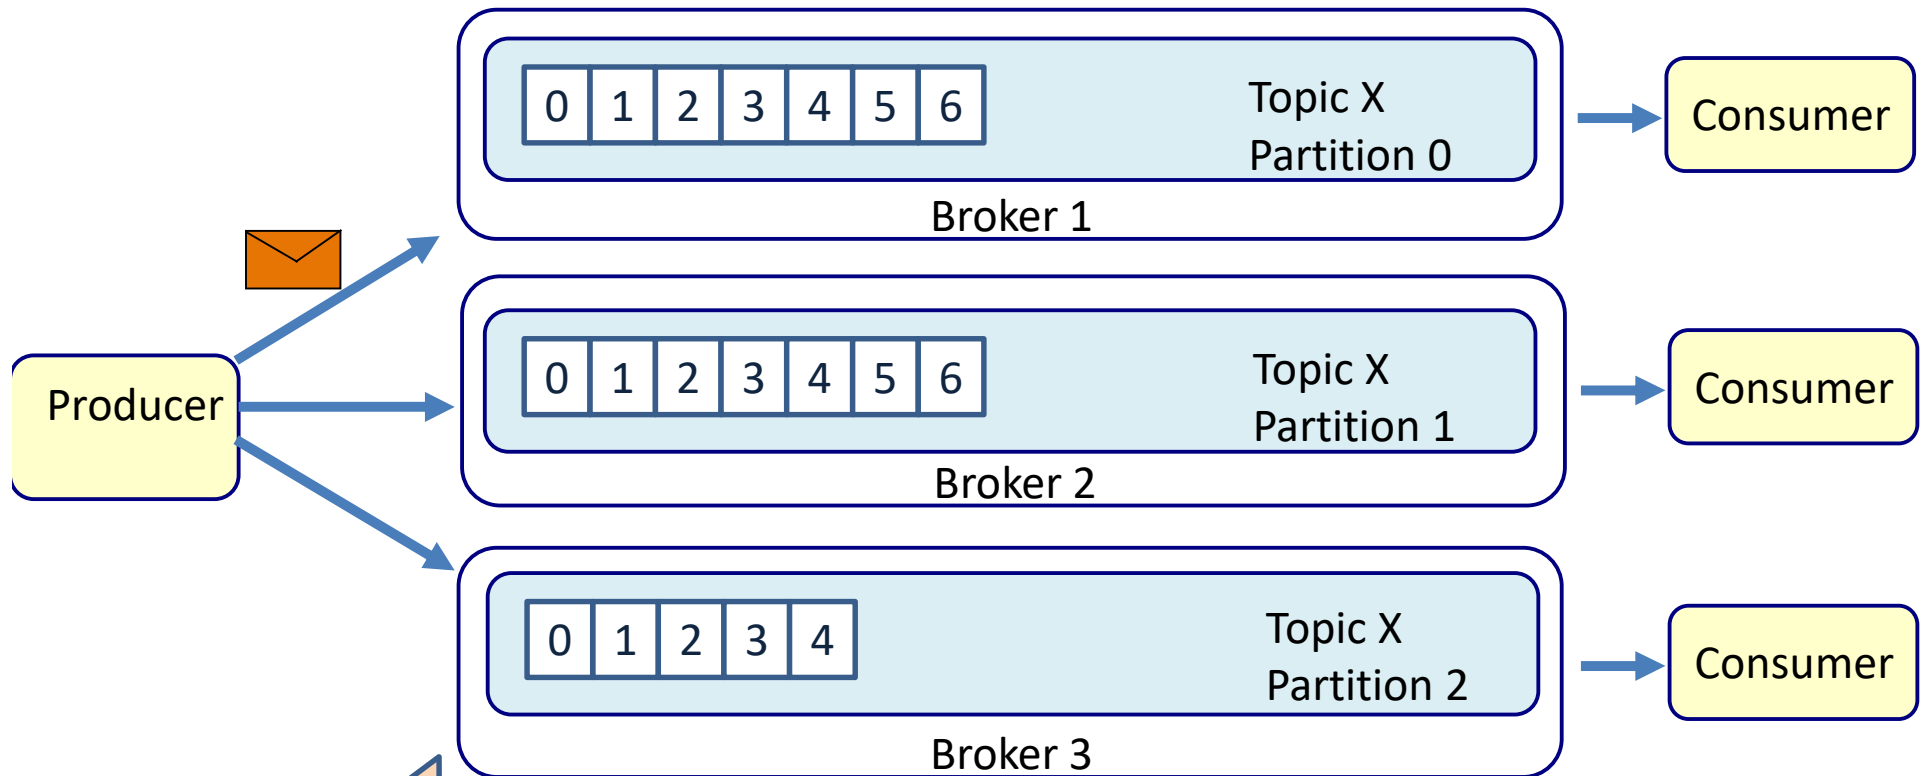 0 1 2 3 4 5 6
Topic X
Partition 0
Broker 1
Consumer
Producer
0 1 2 3 4 5 6
Topic X
Partition 1
Broker 2
Consumer
0 1 2 3 4
Topic X
Partition 2
Broker 3
Consumer